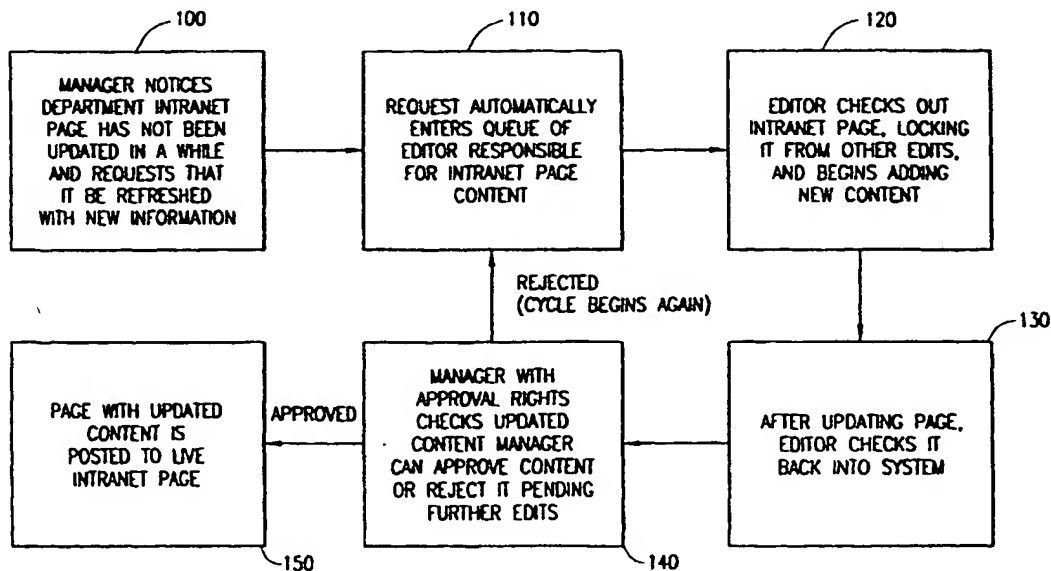 100
MANAGER NOTICES
DEPARTMENT INTRANET
PAGE HAS NOT BEEN
UPDATED IN A WHILE
AND REQUESTS THAT
IT BE REFRESHED
WITH NEW INFORMATION
110
REQUEST AUTOMATICALLY
ENTERS QUEUE OF
EDITOR RESPONSIBLE
FOR INTRANET PAGE
CONTENT
120
EDITOR CHECKS OUT
INTRANET PAGE, LOCKING
IT FROM OTHER EDITS,
AND BEGINS ADDING
NEW CONTENT
130
AFTER UPDATING PAGE,
EDITOR CHECKS IT
BACK INTO SYSTEM
REJECTED
(CYCLE BEGINS AGAIN)
MANAGER WITH
APPROVAL RIGHTS
CHECKS UPDATED
CONTENT MANAGER
CAN APPROVE CONTENT
OR REJECT IT PENDING
FURTHER EDITS
140
APPROVED
PAGE WITH UPDATED
CONTENT IS
POSTED TO LIVE
INTRANET PAGE
150